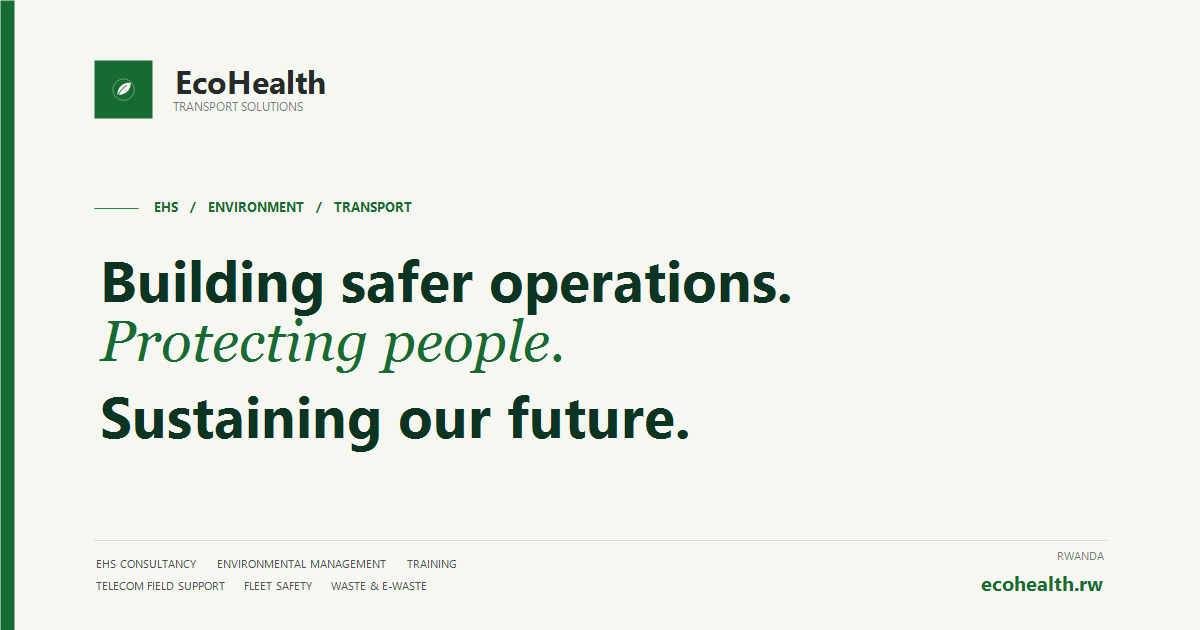 EcoHealth
TRANSPORT SOLUTIONS
EHS / ENVIRONMENT / TRANSPORT
Building safer operations.
Protecting people.
Sustaining our future.
EHS CONSULTANCY ENVIRONMENTAL MANAGEMENT TRAINING
TELECOM FIELD SUPPORT FLEET SAFETY WASTE & E-WASTE
RWANDA
ecohealth.rw